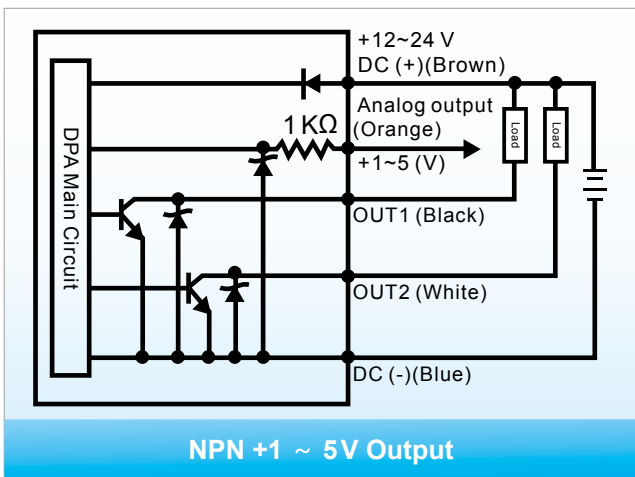 +12~24 V
DC (+)(Brown)
Analog output
(Orange)
1 KΩ
+1~5 (V)
Load
Load
DPA Main Circuit
OUT1 (Black)
OUT2 (White)
DC (-)(Blue)
NPN +1 ~ 5V Output